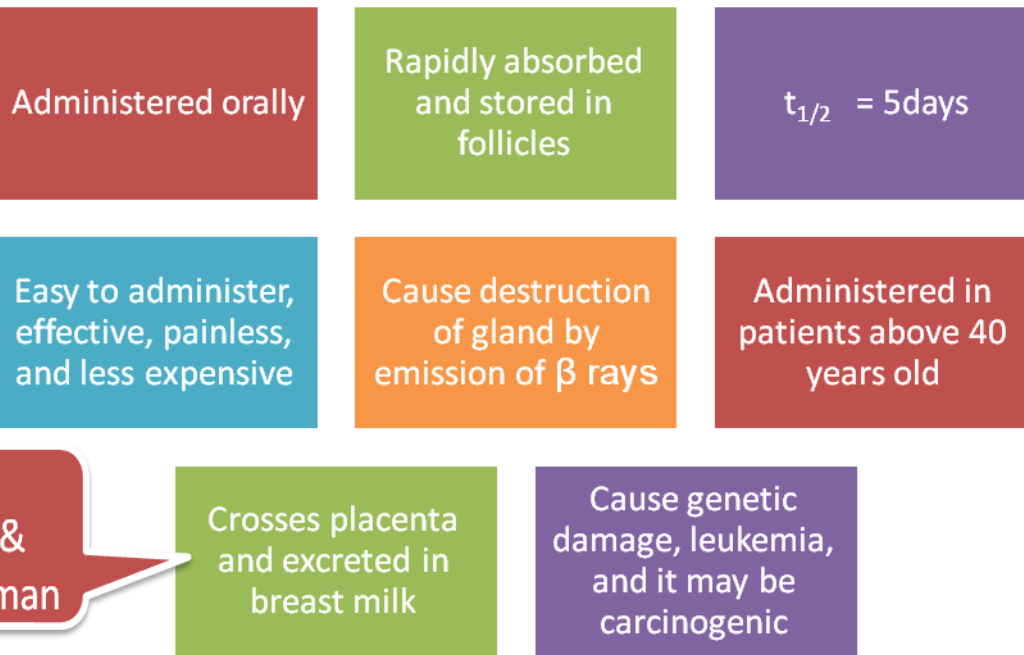 Administered orally
Rapidly absorbed
and stored in
follicles
t1/2 = 5days
Easy to administer,
effective, painless,
and less expensive
Cause destruction
of gland by
emission of β rays
Administered in
patients above 40
years old
&
Crosses placenta
and excreted in
breast milk
Cause genetic
damage, leukemia,
and it may be
carcinogenic